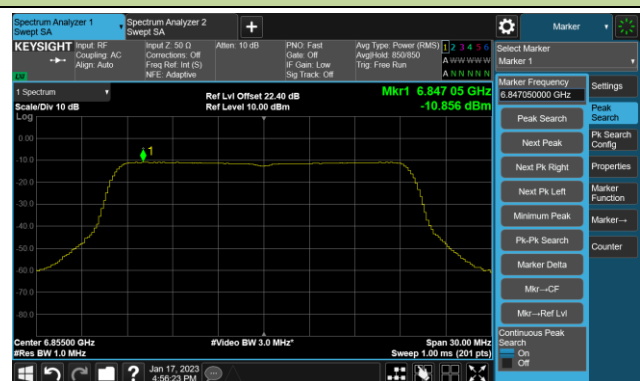 Spectrum Analyzer 1
Swept SA
Spectrum Analyzer 2
Swept SA
+
Marker
KEYSIGHT
Input: RF
Coupling: AC
Align: Auto
Input Z: 50 Ω
Corrections: Off
Freq Ref: Int (S)
NFE: Adaptive
Atten: 10 dB
PNO: Fast
Gate: Off
IF Gain: Low
Sig Track: Off
Avg Type: Power (RMS)
Avg|Hold: 850/850
Trig: Free Run
1 2 3 4 5 6
A W W W W W
A N N N N N
LW
Select Marker
Marker 1
1 Spectrum
Scale/Div 10 dB
Ref Lvl Offset 22.40 dB
Ref Level 10.00 dBm
Mkr1 6.847 05 GHz
-10.856 dBm
Log
0.00
-10.0
-20.0
-30.0
-40.0
-50.0
-60.0
-70.0
-80.0
1
Center 6.85500 GHz
#Res BW 1.0 MHz
#Video BW 3.0 MHz*
Span 30.00 MHz
Sweep 1.00 ms (201 pts)
Marker Frequency
6.847050000 GHz
Peak Search
Next Peak
Next Pk Right
Next Pk Left
Minimum Peak
Pk-Pk Search
Marker Delta
Mkr→CF
Mkr→Ref Lvl
Continuous Peak
Search
On
Off
Settings
Peak
Search
Pk Search
Config
Properties
Marker
Function
Marker→
Counter
?
Jan 17, 2023
4:56:23 PM